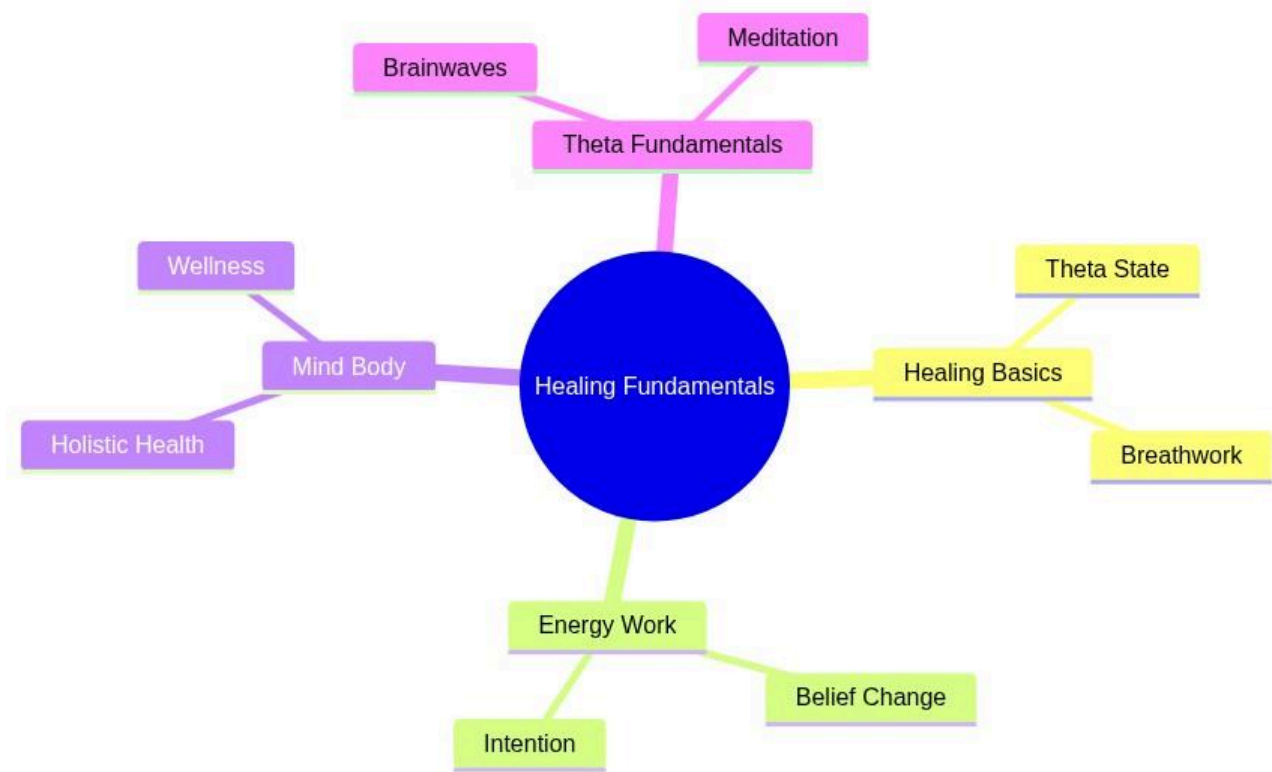 Meditation
Brainwaves
Theta Fundamentals
Wellness
Theta State
Mind Body
Healing Fundamentals
Healing Basics
Holistic Health
Breathwork
Energy Work
Belief Change
Intention